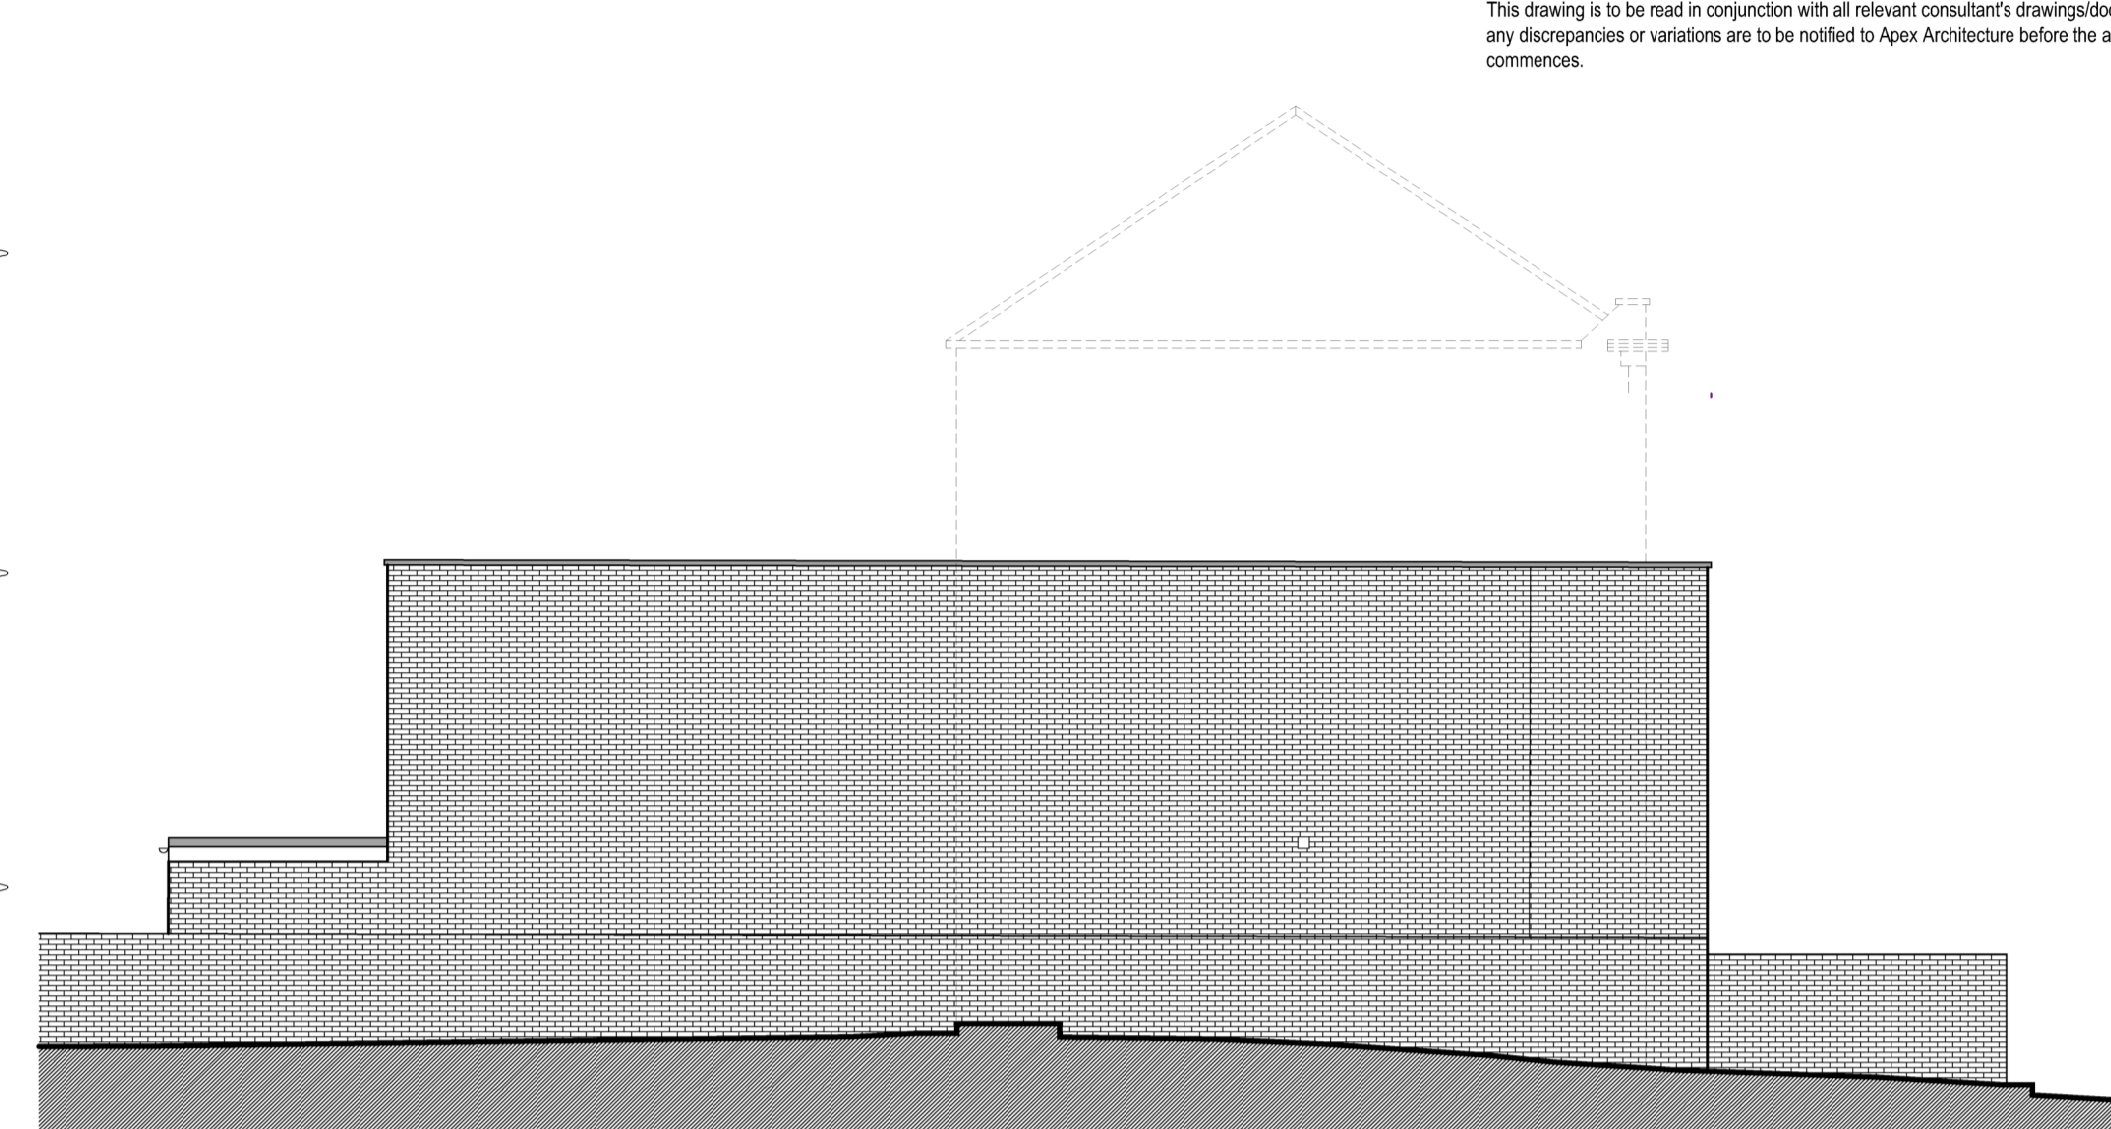 This drawing is to be read in conjunction with all relevant consultant's drawings/
any discrepancies or variations are to be notified to Apex Architecture before the
commences.